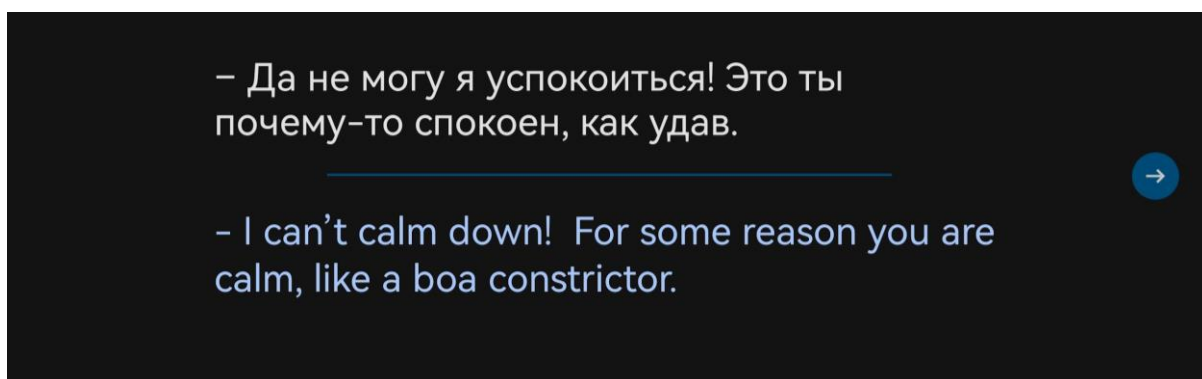 – Да не могу я успокоиться! Это ты
почему-то спокоен, как удав.
- I can’t calm down!  For some reason you are
calm, like a boa constrictor.